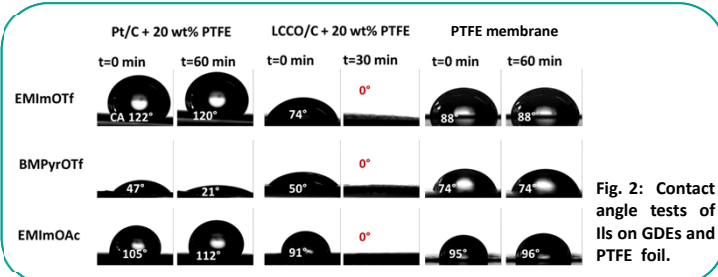 Pt/C + 20 wt% PTFE LCCO/C + 20 wt% PTFE PTFE membrane
t=0 min t=60 min t=0 min t=30 min t=0 min t=60 min
EMImOTf CA 122° 120° 74° 0° 88° 88°
BMPyrOTf 47° 21° 50° 0° 74° 74°
EMImOAc 105° 112° 91° 0° 95° 96°
Fig. 2: Contact
angle tests of
Ils on GDEs and
PTFE foil.